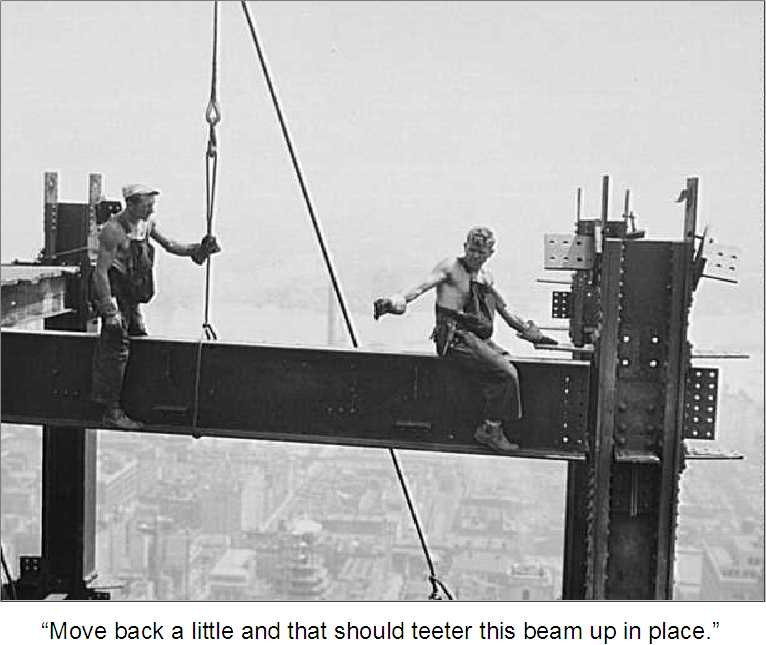 “Move back a little and that should teeter this beam up in place.”